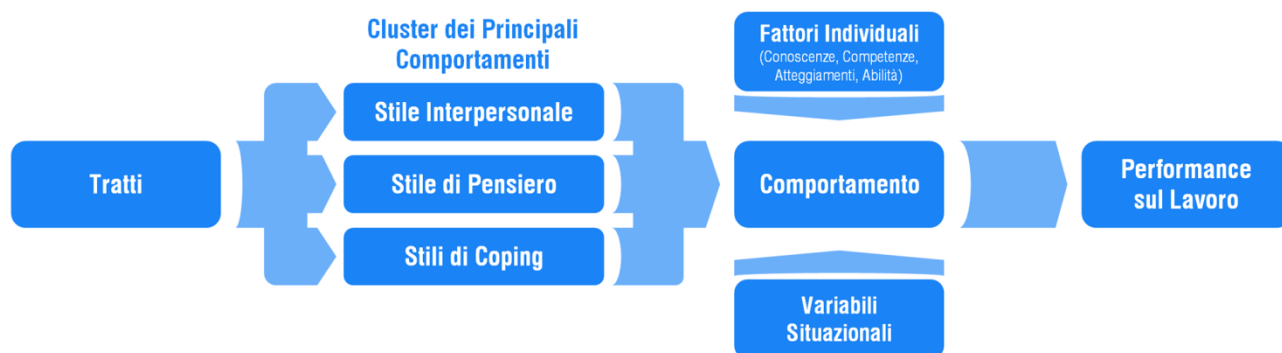 Cluster dei Principali
Comportamenti
Fattori Individuali
(Conoscenze, Competenze,
Atteggiamenti, Abilità)
Stile Interpersonale
Tratti
Stile di Pensiero
Comportamento
Performance
sul Lavoro
Stili di Coping
Variabili
Situazionali